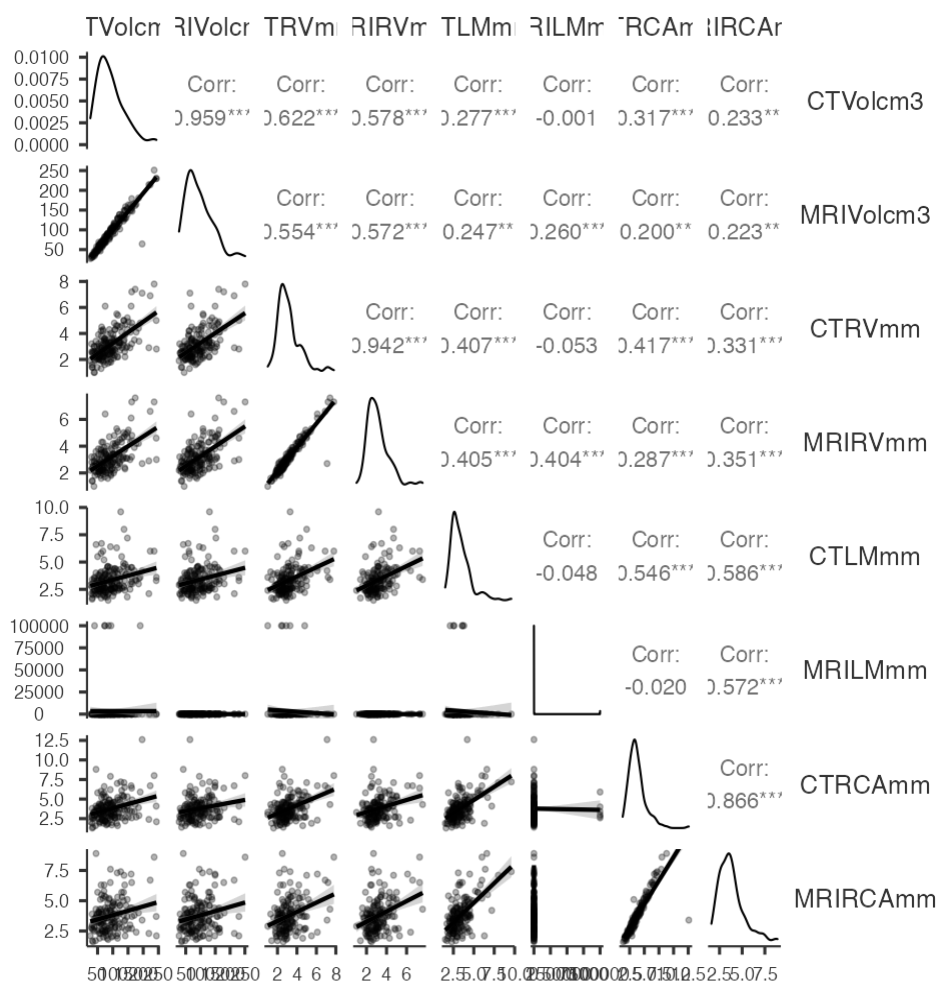 TVolcm RIVolcr TRVmi RIRVm TLMmi RILMm TRCAm IRCAr
0.0100
0.0075
0.0050
0.0025
0.0000
Corr: Corr: Corr: Corr: Corr: Corr: Corr:
0.959*** 0.622*** 0.578*** 0.277*** -0.001 0.317*** 0.233**
CTVolcm3
250
200
150
100
50
Corr: Corr: Corr: Corr: Corr: Corr:
0.554*** 0.572*** 0.247** 0.260*** 0.200** 0.223**
MRIVolcm3
8
6
4
2
Corr: Corr: Corr: Corr: Corr:
0.942*** 0.407*** -0.053 0.417*** 0.331***
CTRVmm
6
4
2
Corr: Corr: Corr: Corr:
0.405*** 0.404*** 0.287*** 0.351***
MRIRVmm
10.0
7.5
5.0
2.5
Corr: Corr: Corr:
-0.048 0.546*** 0.586***
CTLMmm
100000
75000
50000
25000
0
Corr: Corr:
-0.020 0.572***
MRILMmm
12.5
10.0
7.5
5.0
2.5
Corr:
0.866***
CTRCAmm
7.5
5.0
2.5
MRIRCAmm
2 4 6 8 2 4 6 2.5 5.0 7.5 2.5 5.0 7.5